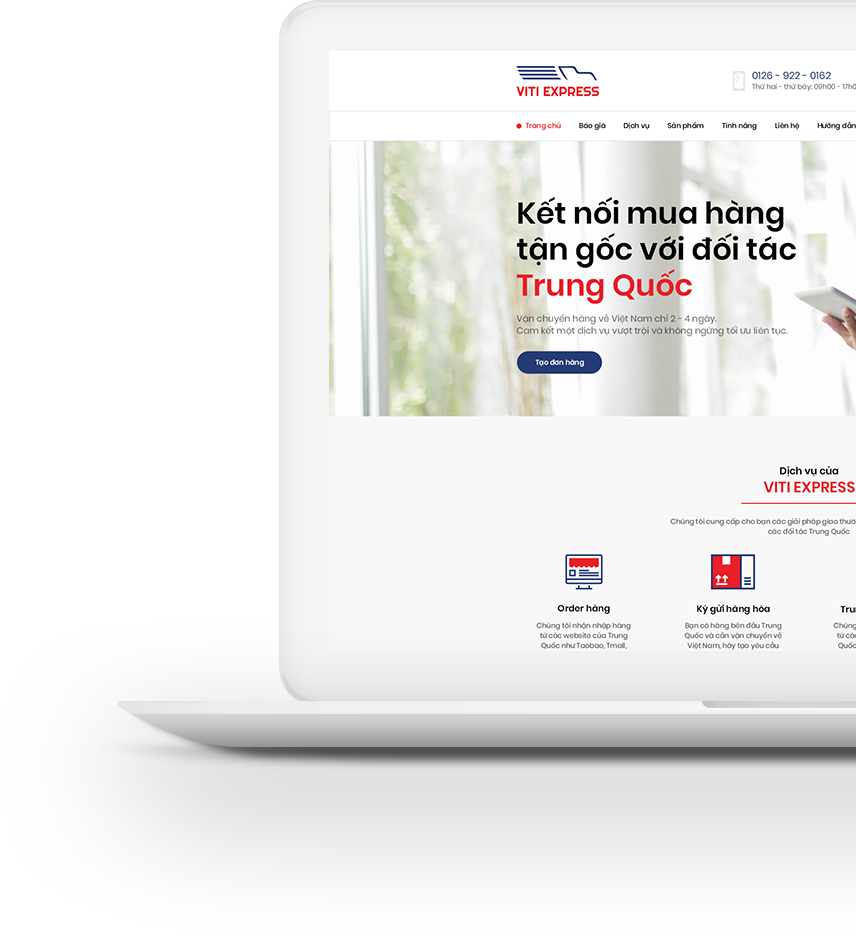 VITI EXPRESS
0126 - 922 - 0162
Thứ hai - thứ bảy: 09h00 - 17h0
Trang chủ Báo giá Dịch vụ Sản phẩm Tính năng Liên hệ Hướng dẫn
Kết nối mua hàng
tận gốc với đối tác
Trung Quốc
Vận chuyển hàng về Việt Nam chỉ 2 - 4 ngày.
Cam kết một dịch vụ vượt trội và không ngừng tối ưu liên tục.
Tạo đơn hàng
Dịch vụ của
VITI EXPRESS
Chúng tôi cung cấp cho bạn các giải pháp giao thươ
các đối tác Trung Quốc
Order hàng
Chúng tôi nhận nhập hàng
từ các website của Trung
Quốc như Taobao, Tmall,
Ký gửi hàng hóa
Bạn có hàng bên đầu Trung
Quốc và cần vận chuyển về
Việt Nam, hãy tạo yêu cầu
Tru
Chúng
từ các
Quốc